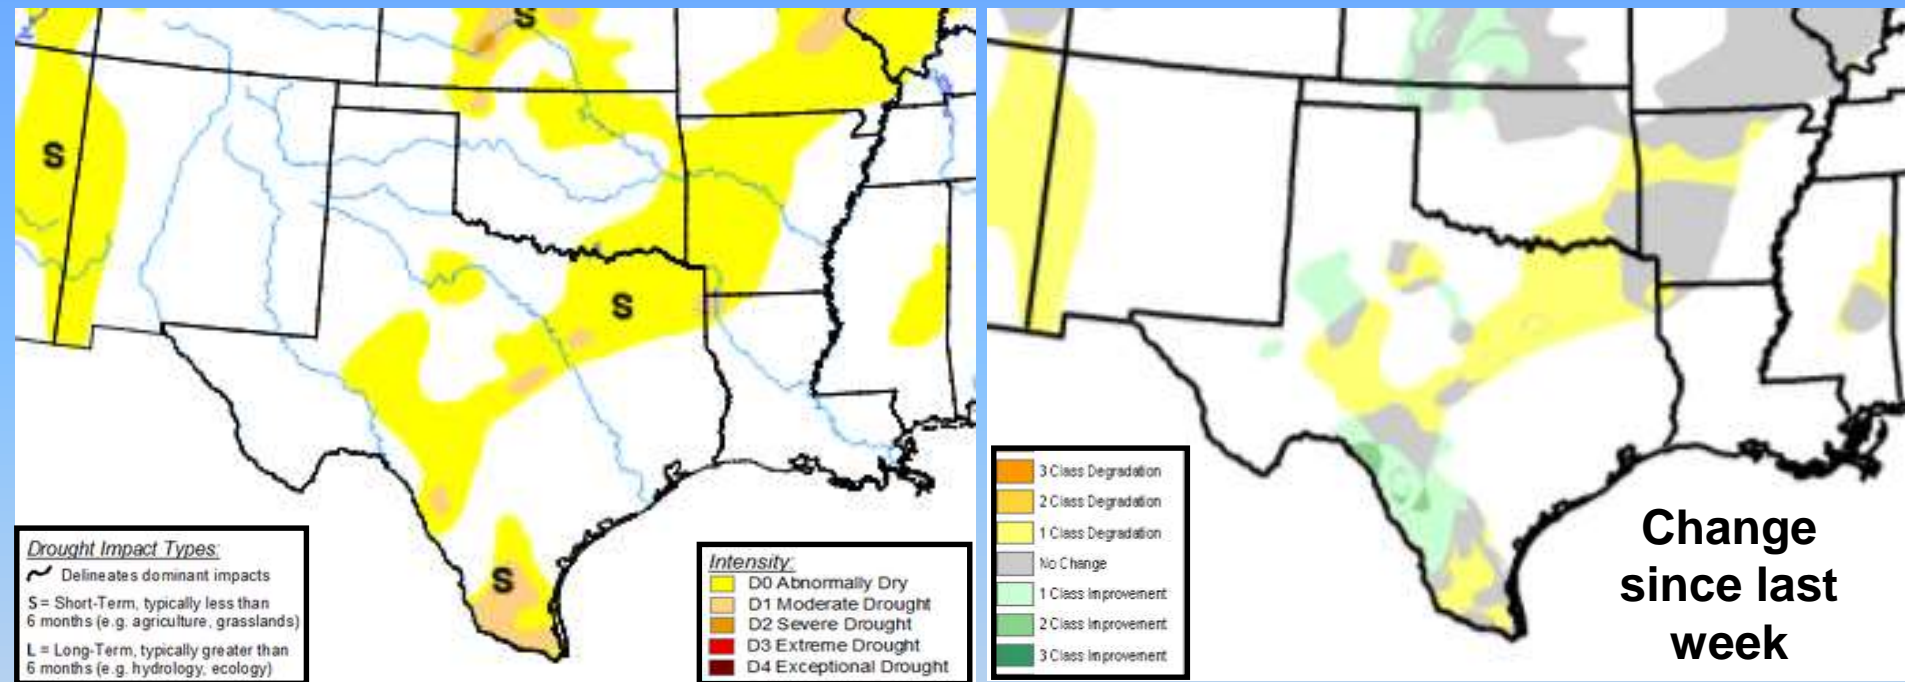 S
S
S
S
Drought Impact Types:
Delineates dominant impacts
S = Short-Term, typically less than
6 months (e.g. agriculture, grasslands)
L = Long-Term, typically greater than
6 months (e.g. hydrology, ecology)
Intensity:
D0 Abnormally Dry
D1 Moderate Drought
D2 Severe Drought
D3 Extreme Drought
D4 Exceptional Drought
3 Class Degradation
2 Class Degradation
1 Class Degradation
No Change
1 Class Improvement
2 Class Improvement
3 Class Improvement
Change
since last
week